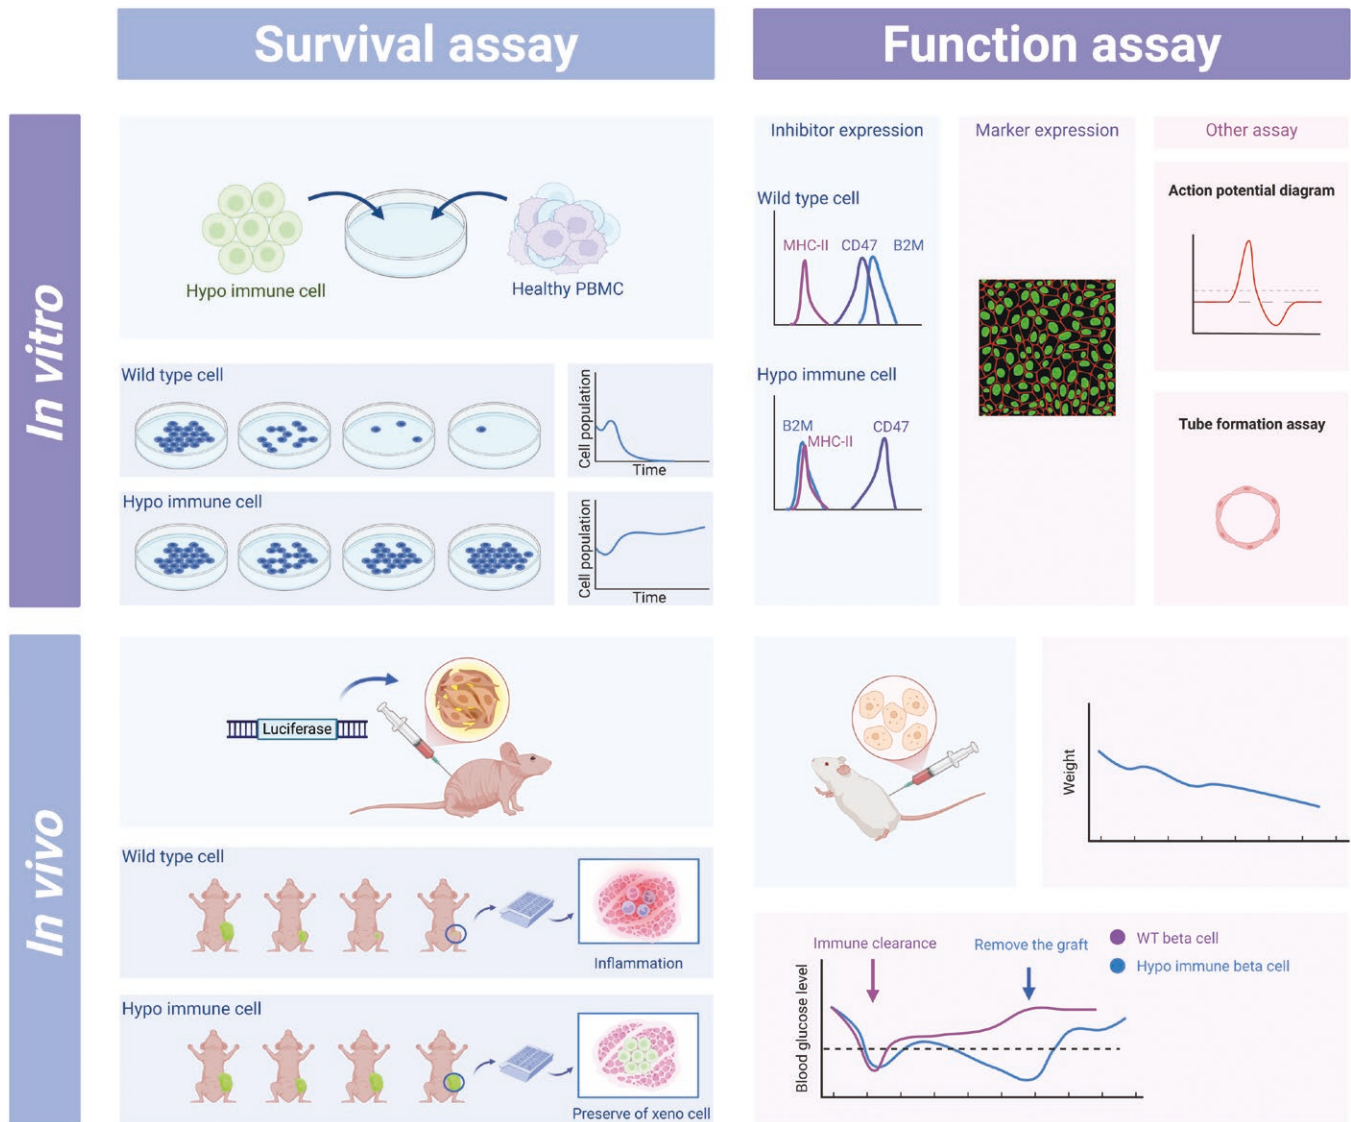 Survival assay
Function assay
In vitro
Hypo immune cell
Healthy PBMC
Wild type cell
Cell population
Time
Hypo immune cell
Cell population
Time
Inhibitor expression
Wild type cell
MHC-II
CD47
B2M
Hypo immune cell
B2M
MHC-II
CD47
Marker expression
Other assay
Action potential diagram
Tube formation assay
In vivo
Luciferase
Wild type cell
Inflammation
Hypo immune cell
Preserve of xeno cell
Weight
Immune clearance
Remove the graft
WT beta cell
Hypo immune beta cell
Blood glucose level